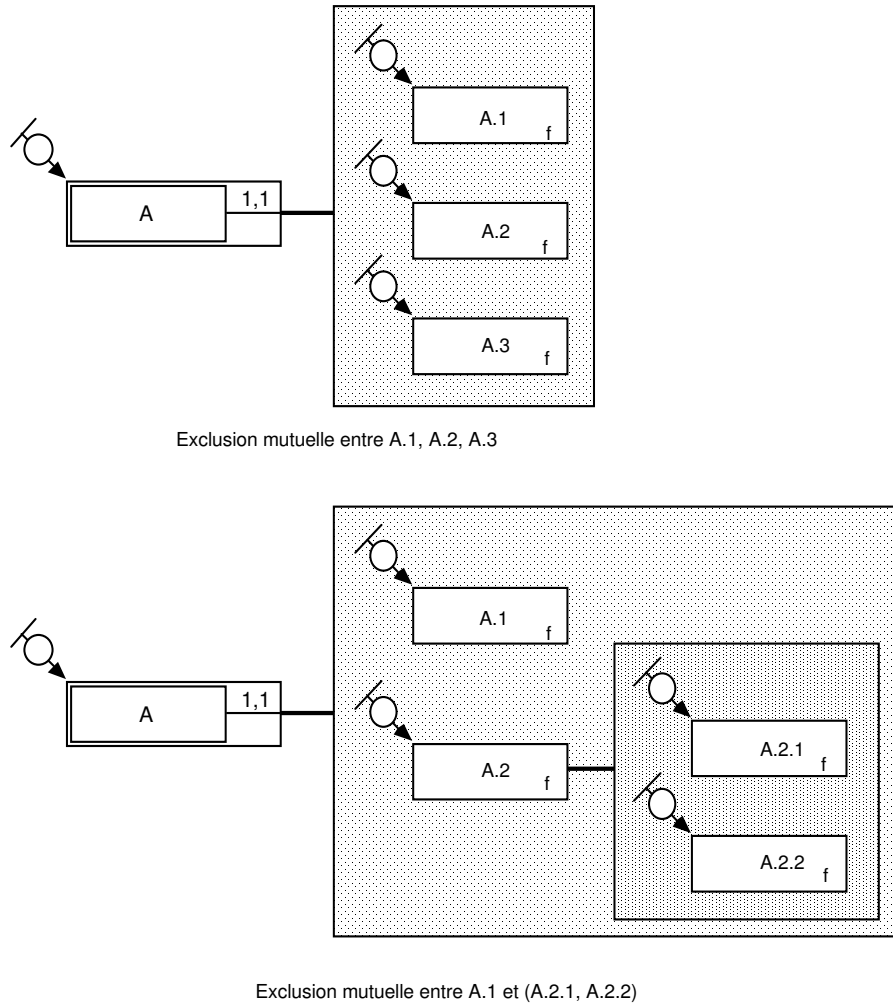 A.1
f
A 1,1
A.2
f
A.3
f
Exclusion mutuelle entre A.1, A.2, A.3
A.1
f
A 1,1
A.2
f
A.2.1
f
A.2.2
f
Exclusion mutuelle entre A.1 et (A.2.1, A.2.2)